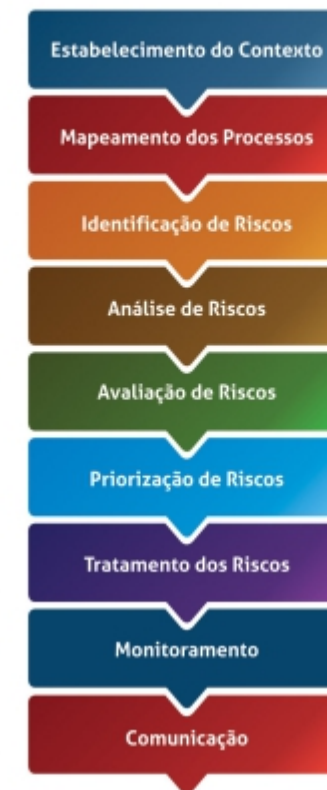 Estabelecimento do Contexto
Mapeamento dos Processos
Identificação de Riscos
Análise de Riscos
Avaliação de Riscos
Priorização de Riscos
Tratamento dos Riscos
Monitoramento
Comunicação